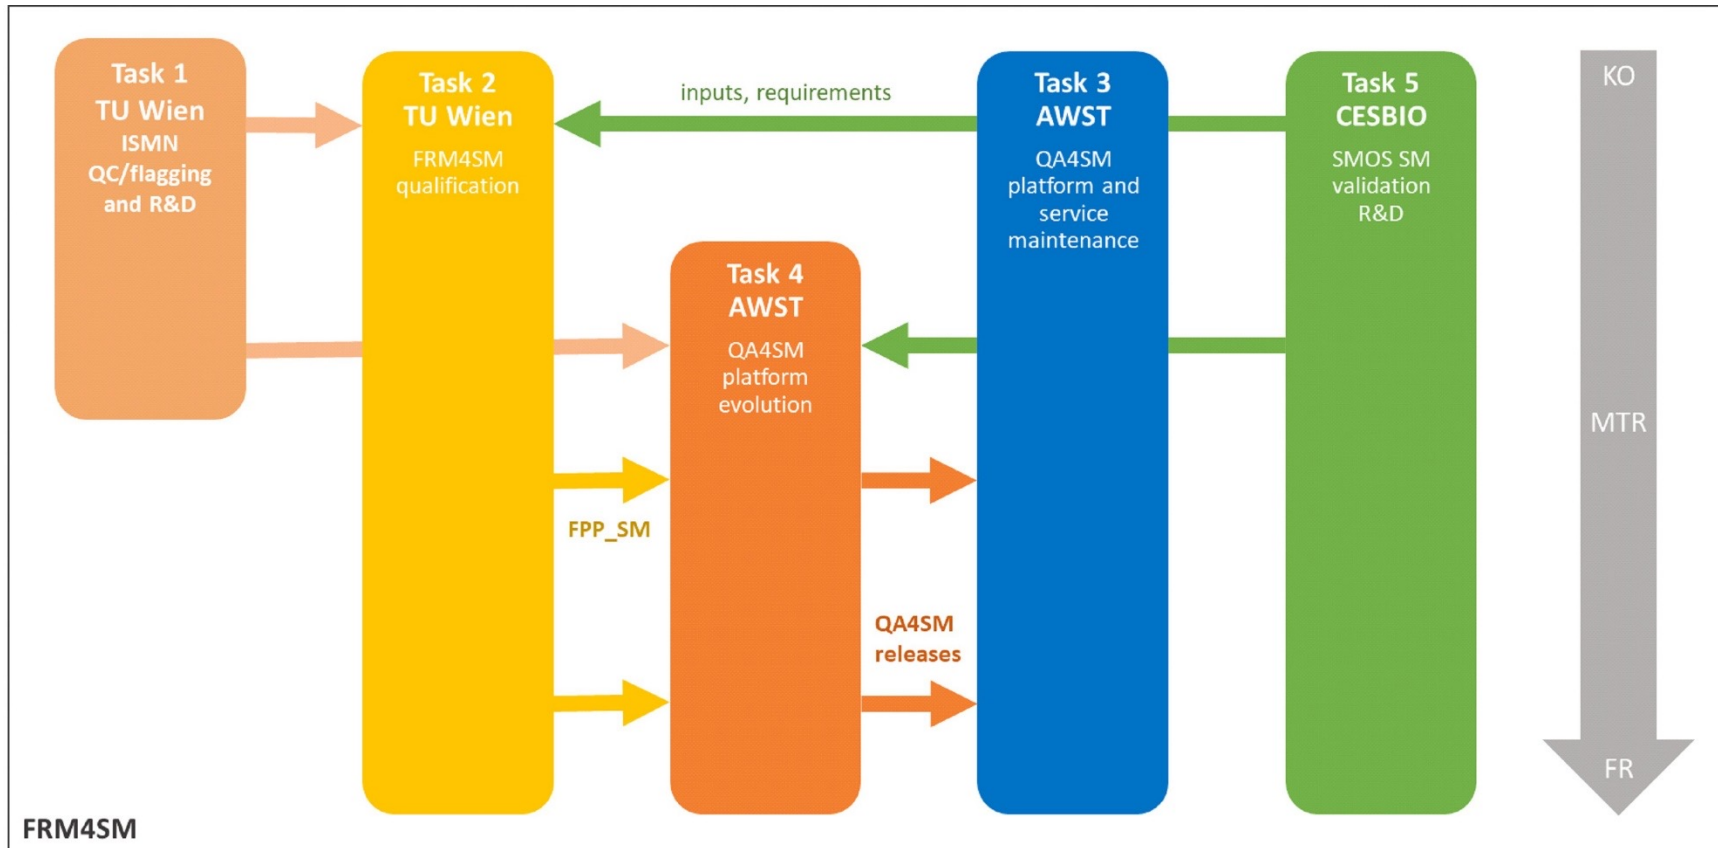 Task 1
TU Wien
ISMN
QC/flagging
and R&D
Task 2
TU Wien
FRM4SM
qualification
inputs, requirements
Task 3
AWST
QA4SM
platform and
service
maintenance
Task 5
CESBIO
SMOS SM
validation
R&D
KO
Task 4
AWST
QA4SM
platform
evolution
MTR
FPP_SM
QA4SM
releases
FR
FRM4SM